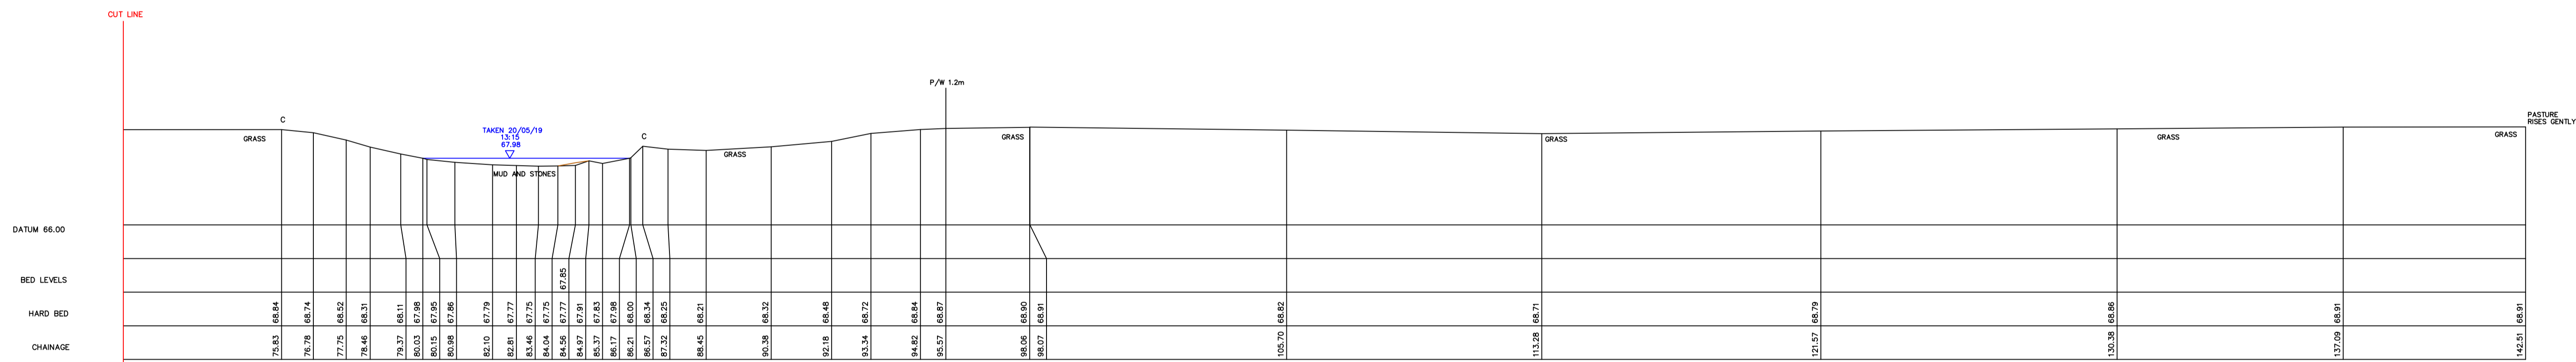 CUT LINE
P/W 1.2m
C
GRASS
TAKEN 20/05/19
13:15
67.98
C
GRASS
MUD AND STONES
GRASS
GRASS
GRASS
GRASS
PASTURE
RISES GENTLY
DATUM 66.00
BED LEVELS
67.85
HARD BED
68.84 68.74 68.52 68.31 68.11 67.98 67.95 67.86 67.79 67.77 67.75 67.75 67.77 67.91 67.83 67.98 68.00 68.34 68.25 68.21 68.32 68.48 68.72 68.84 68.87 68.90 68.91 68.82 68.71 68.79 68.86 68.91 68.91
CHAINAGE
75.83 76.78 77.75 78.46 79.37 80.03 80.15 80.98 82.10 82.81 83.46 84.04 84.56 84.97 85.37 86.17 86.21 86.57 87.32 88.45 90.38 92.18 93.34 94.82 95.57 98.06 98.07 105.70 113.28 121.57 130.38 137.09 142.51